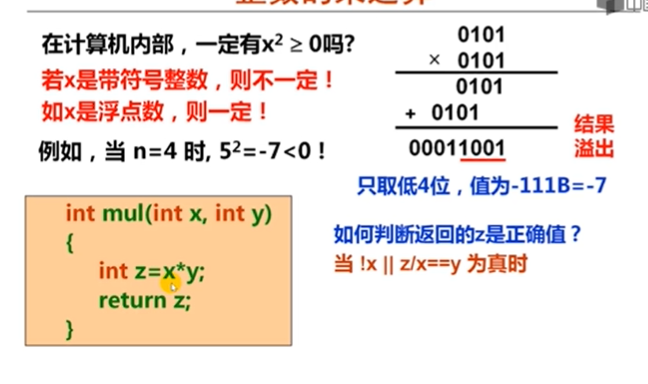 在计算机内部，一定有x² ≥ 0吗?
若x是带符号整数，则不一定！
如x是浮点数，则一定！
例如，当 n=4 时, 5²=-7<0！
0101
× 0101
0101
+ 0101
00011001
结果
溢出
只取低4位，值为-111B=-7
int mul(int x, int y)
{
int z=x*y;
return z;
}
如何判断返回的z是正确值？
当 !x || z/x==y 为真时